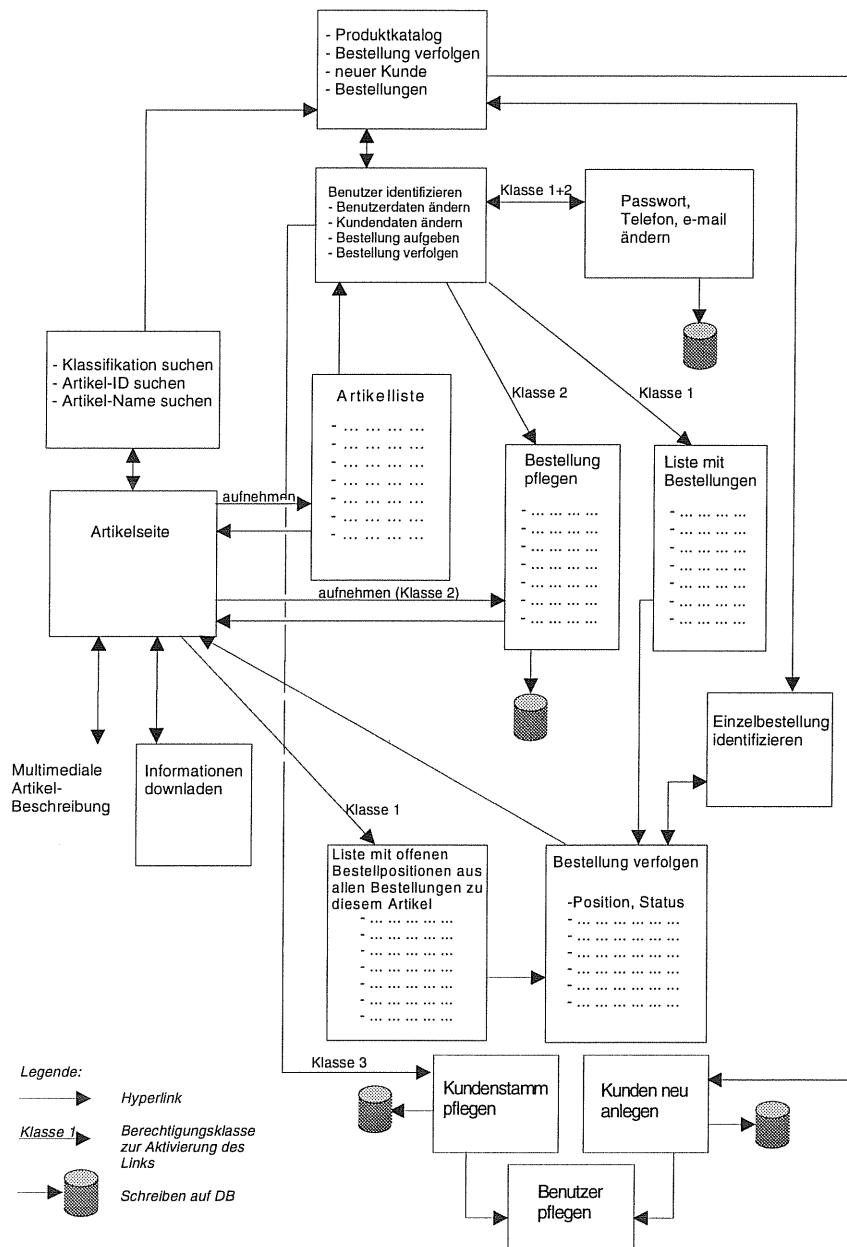 - Produktkatalog
- Bestellung verfolgen
- neuer Kunde
- Bestellungen
Benutzer identifizieren
- Benutzerdaten ändern
- Kundendaten ändern
- Bestellung aufgeben
- Bestellung verfolgen
Klasse 1+2
Passwort,
Telefon, e-mail
ändern
- Klassifikation suchen
- Artikel-ID suchen
- Artikel-Name suchen
Artikelliste
- ... ... ... ...
- ... ... ... ...
- ... ... ... ...
- ... ... ... ...
- ... ... ... ...
- ... ... ... ...
- ... ... ... ...
Klasse 2
Klasse 1
Bestellung
pflegen
- ... ... ... ...
- ... ... ... ...
- ... ... ... ...
- ... ... ... ...
- ... ... ... ...
- ... ... ... ...
- ... ... ... ...
Liste mit
Bestellungen
- ... ... ... ...
- ... ... ... ...
- ... ... ... ...
- ... ... ... ...
- ... ... ... ...
- ... ... ... ...
- ... ... ... ...
Artikelseite
aufnehmen
aufnehmen (Klasse 2)
Einzelbestellung
identifizieren
Multimediale
Artikel-
Beschreibung
Informationen
downladen
Klasse 1
Liste mit offenen
Bestellpositionen aus
allen Bestellungen zu
diesem Artikel
- ... ... ... ... ...
- ... ... ... ... ...
- ... ... ... ... ...
- ... ... ... ... ...
- ... ... ... ... ...
- ... ... ... ... ...
- ... ... ... ... ...
Bestellung verfolgen
-Position, Status
- ... ... ... ... ... ...
- ... ... ... ... ... ...
- ... ... ... ... ... ...
- ... ... ... ... ... ...
- ... ... ... ... ... ...
- ... ... ... ... ... ...
Klasse 3
Kundenstamm
pflegen
Kunden neu
anlegen
Benutzer
pflegen
Legende:
Hyperlink
Klasse 1
Berechtigungsklasse
zur Aktivierung des
Links
Schreiben auf DB